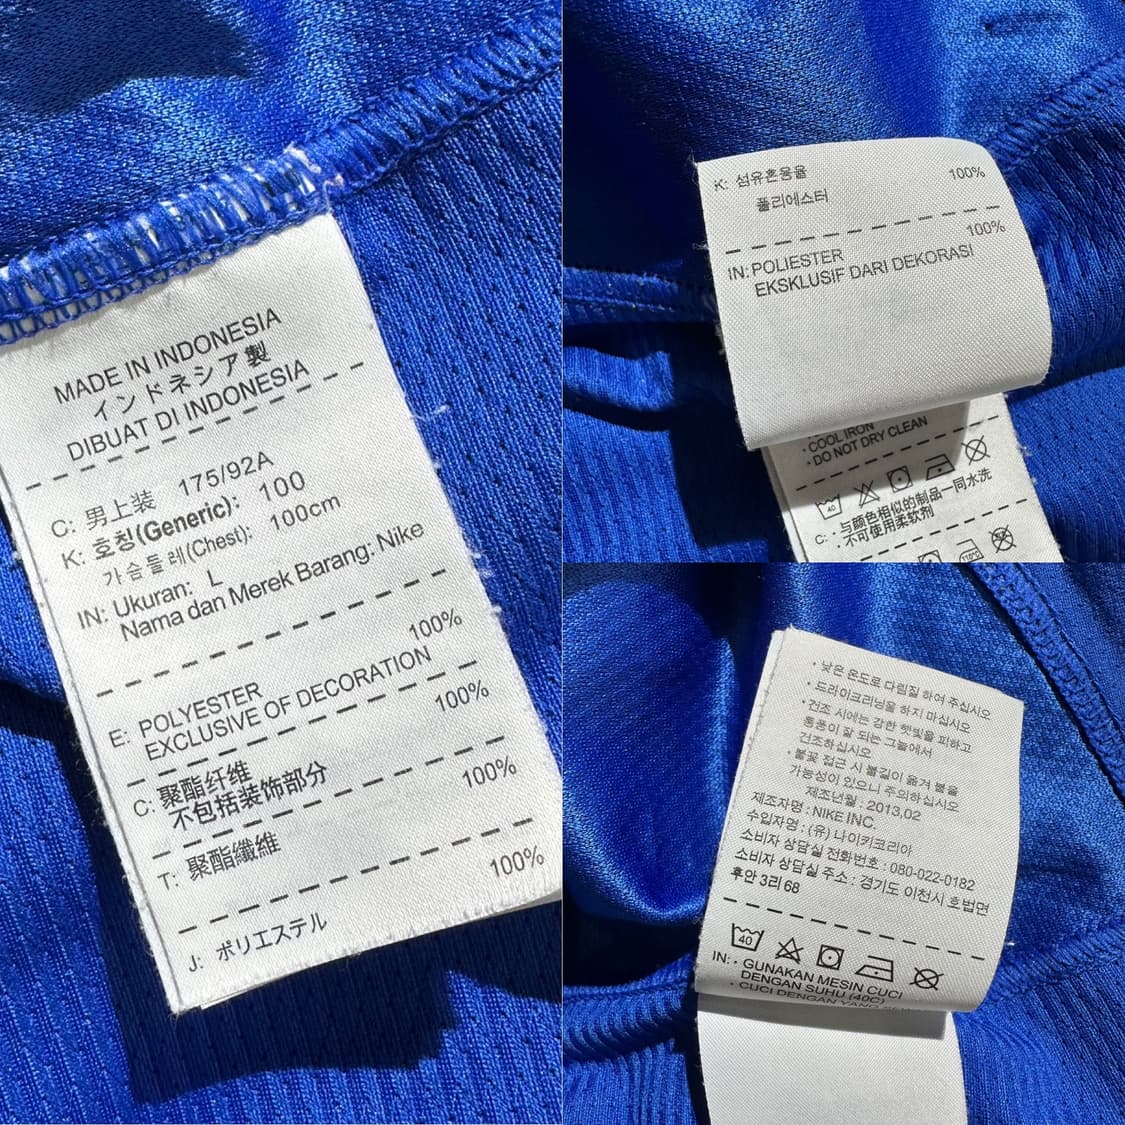 MADE IN INDONESIA
インドネシア製
DIBUAT DI INDONESIA
C: 男上装 175/92A
K: 호칭(Generic): 100
가슴둘레(Chest): 100cm
IN: Ukuran: L
Nama dan Merek Barang: Nike
100%
E: POLYESTER
EXCLUSIVE OF DECORATION
100%
C: 聚酯纤维
不包括装饰部分
100%
T: 聚酯纖維
100%
J: ポリエステル
K: 섬유혼용율 100%
폴리에스터
100%
IN: POLIESTER
EKSKLUSIF DARI DEKORASI
· COOL IRON
· DO NOT DRY CLEAN
40
C: · 与颜色相似的制品一同水洗
· 不可使用柔软剂
110°C
· 낮은 온도로 다림질 하여 주십시오
· 드라이크리닝을 하지 마십시오
· 건조 시에는 강한 햇빛을 피하고
통풍이 잘 되는 그늘에서
건조하십시오
· 불꽃 접근 시 불길이 옮겨 붙을
가능성이 있으니 주의하십시오
제조년월 : 2013,02
제조자명 : NIKE INC.
수입자명 : (유) 나이키코리아
소비자 상담실 전화번호 : 080-022-0182
소비자 상담실 주소 : 경기도 이천시 호법면
후안 3리 68
40
IN: · GUNAKAN MESIN CUCI
DENGAN SUHU (40C)
· CUCI DENGAN YANG